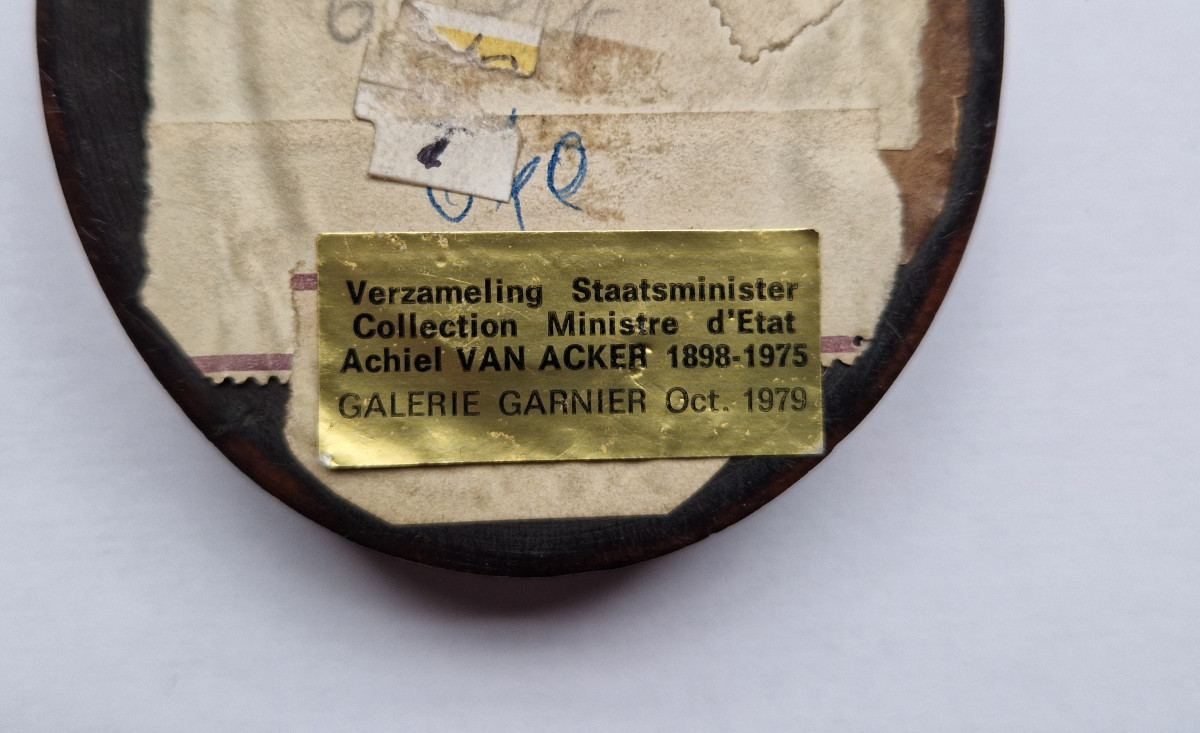 Verzameling Staatsminister
Collection Ministre d'Etat
Achiel VAN ACKER 1898-1975
GALERIE GARNIER Oct. 1979